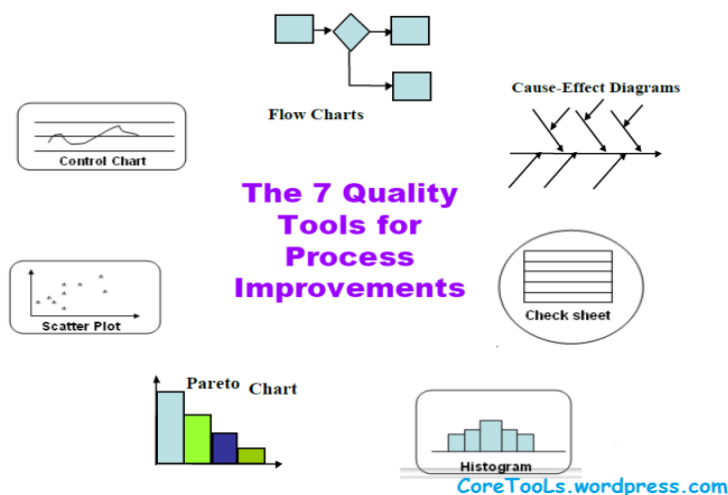 Flow Charts
Cause-Effect Diagrams
Control Chart
The 7 Quality
Tools for
Process
Improvements
Scatter Plot
Check sheet
Pareto Chart
Histogram
CoreTooLs.wordpress.com